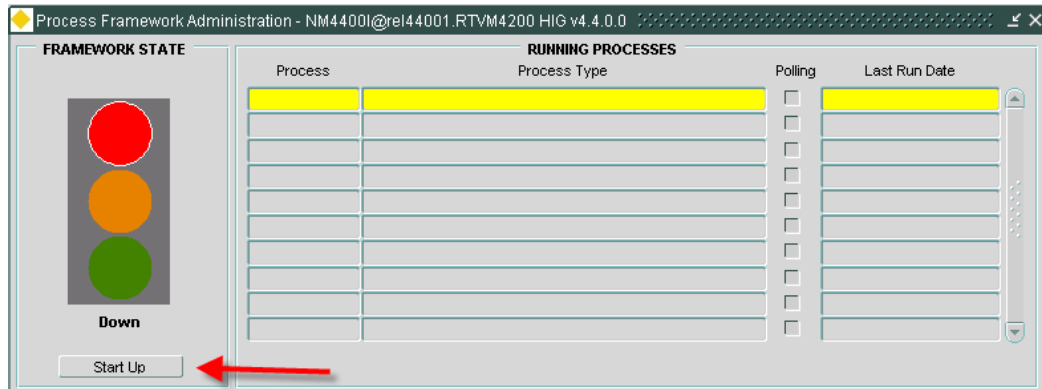 Process Framework Administration - NM4400I@rel44001.RTVM4200 HIG v4.4.0.0
FRAMEWORK STATE
RUNNING PROCESSES
Process Process Type Polling Last Run Date
Down
Start Up